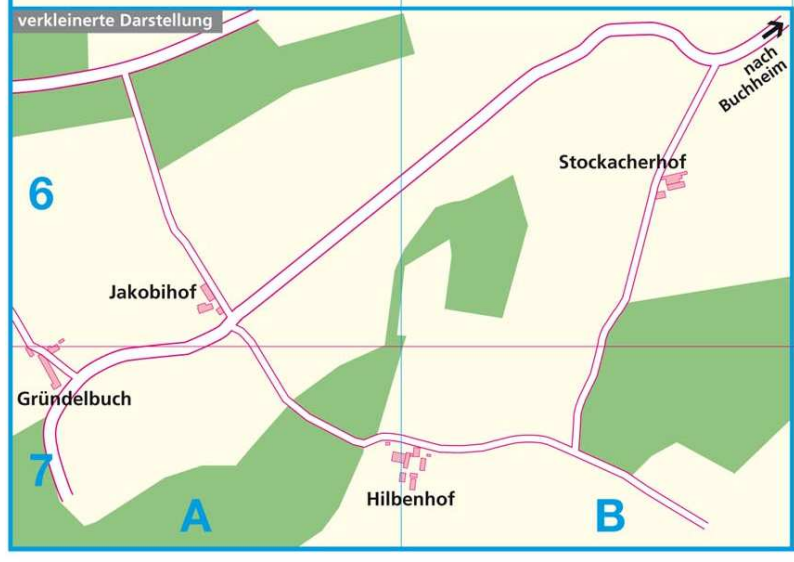 verkleinerte Darstellung
nach
Buchheim
Stockacherhof
6
Jakobihof
Gründelbuch
7
Hilbenhof
A
B